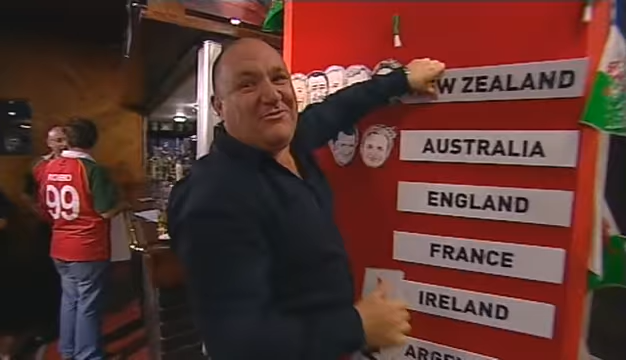 W ZEALAND
AUSTRALIA
ENGLAND
FRANCE
IRELAND
ARGE
99